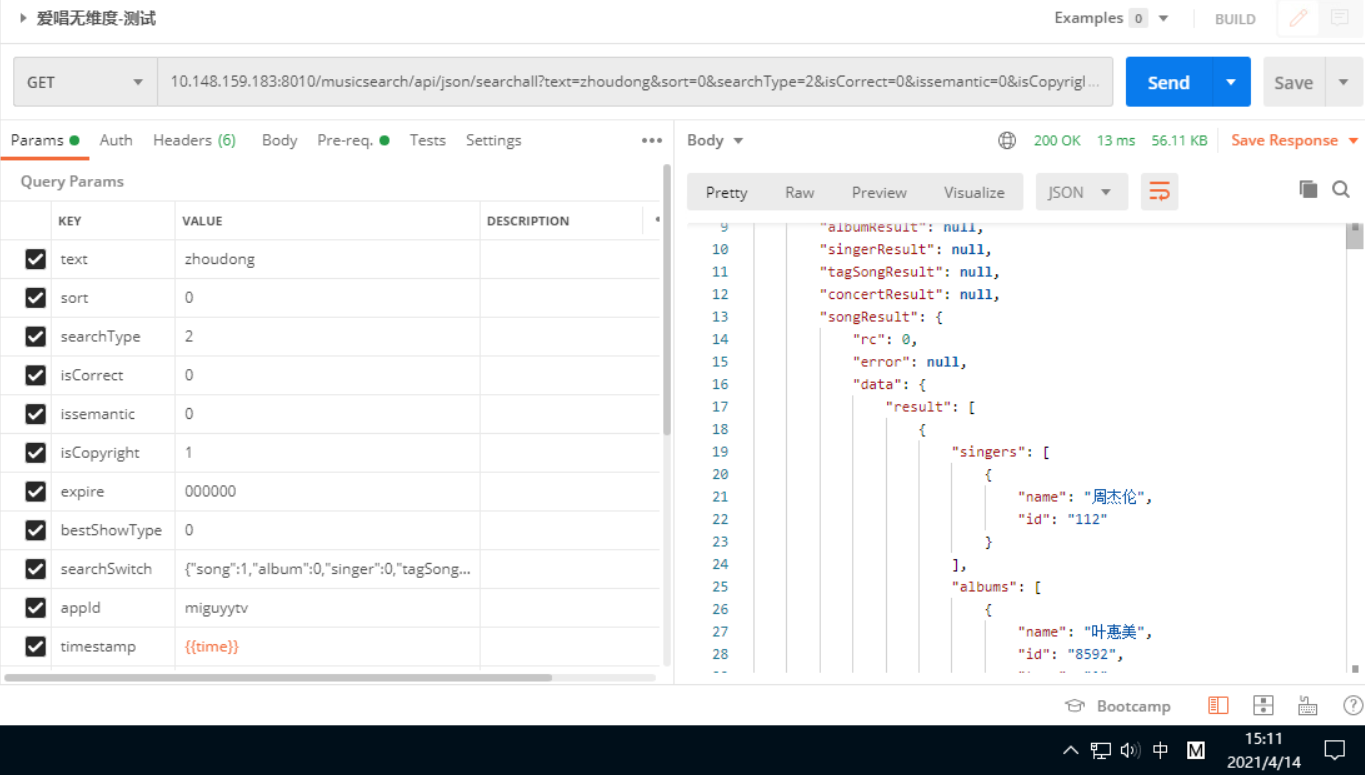 爱唱无维度-测试
Examples 0 BUILD
GET 10.148.159.183:8010/musicsearch/api/json/searchall?text=zhoudong&sort=0&searchType=2&isCorrect=0&issemantic=0&isCopyrigl... Send Save
Params Auth Headers (6) Body Pre-req. Tests Settings ••• Body 200 OK 13 ms 56.11 KB Save Response
Query Params Pretty Raw Preview Visualize JSON
KEY VALUE DESCRIPTION
text zhoudong
sort 0
searchType 2
isCorrect 0
issemantic 0
isCopyright 1
expire 000000
bestShowType 0
searchSwitch {"song":1,"album":0,"singer":0,"tagSong...
appId miguyytv
timestamp {{time}}
9 "albumResult": null,
10 "singerResult": null,
11 "tagSongResult": null,
12 "concertResult": null,
13 "songResult": {
14 "rc": 0,
15 "error": null,
16 "data": {
17 "result": [
18 {
19 "singers": [
20 {
21 "name": "周杰伦",
22 "id": "112"
23 }
24 ],
25 "albums": [
26 {
27 "name": "叶惠美",
28 "id": "8592",
Bootcamp
中 M 15:11
2021/4/14